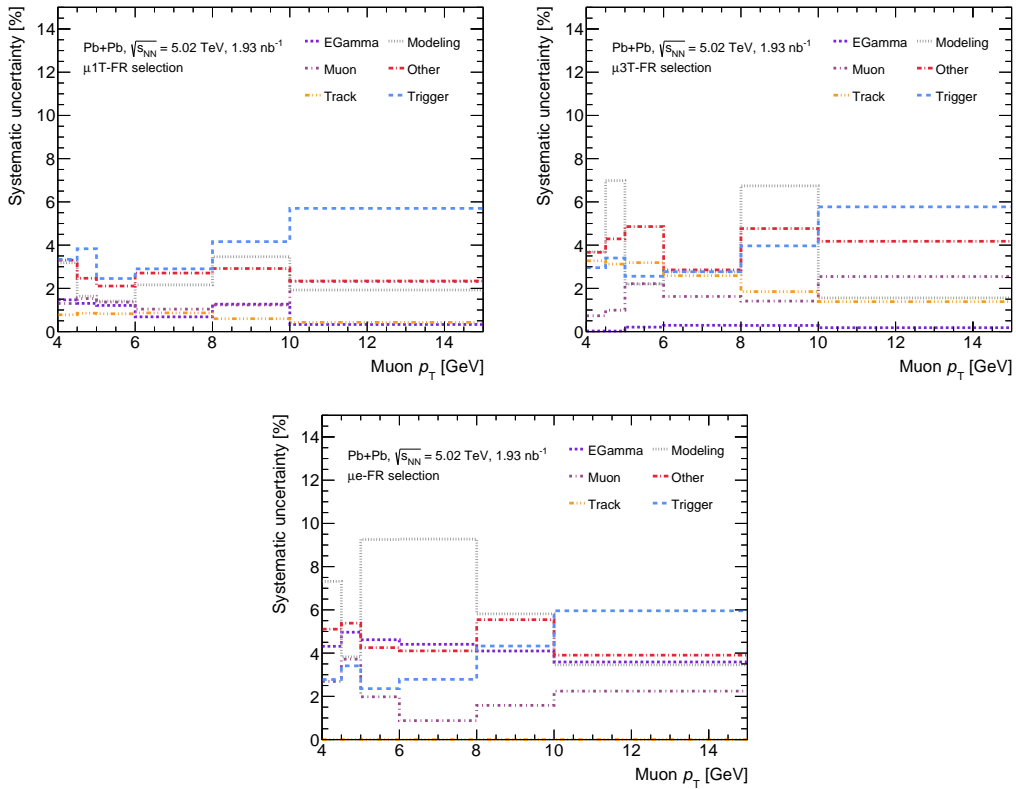 Systematic uncertainty [%]
14
12
10
8
6
4
2
0
Pb+Pb, √sNN = 5.02 TeV, 1.93 nb⁻¹
μ1T-FR selection
EGamma
Modeling
Muon
Other
Track
Trigger
4 6 8 10 12 14
Muon pT [GeV]
Systematic uncertainty [%]
14
12
10
8
6
4
2
0
Pb+Pb, √sNN = 5.02 TeV, 1.93 nb⁻¹
μ3T-FR selection
EGamma
Modeling
Muon
Other
Track
Trigger
4 6 8 10 12 14
Muon pT [GeV]
Systematic uncertainty [%]
14
12
10
8
6
4
2
0
Pb+Pb, √sNN = 5.02 TeV, 1.93 nb⁻¹
μe-FR selection
EGamma
Modeling
Muon
Other
Track
Trigger
4 6 8 10 12 14
Muon pT [GeV]